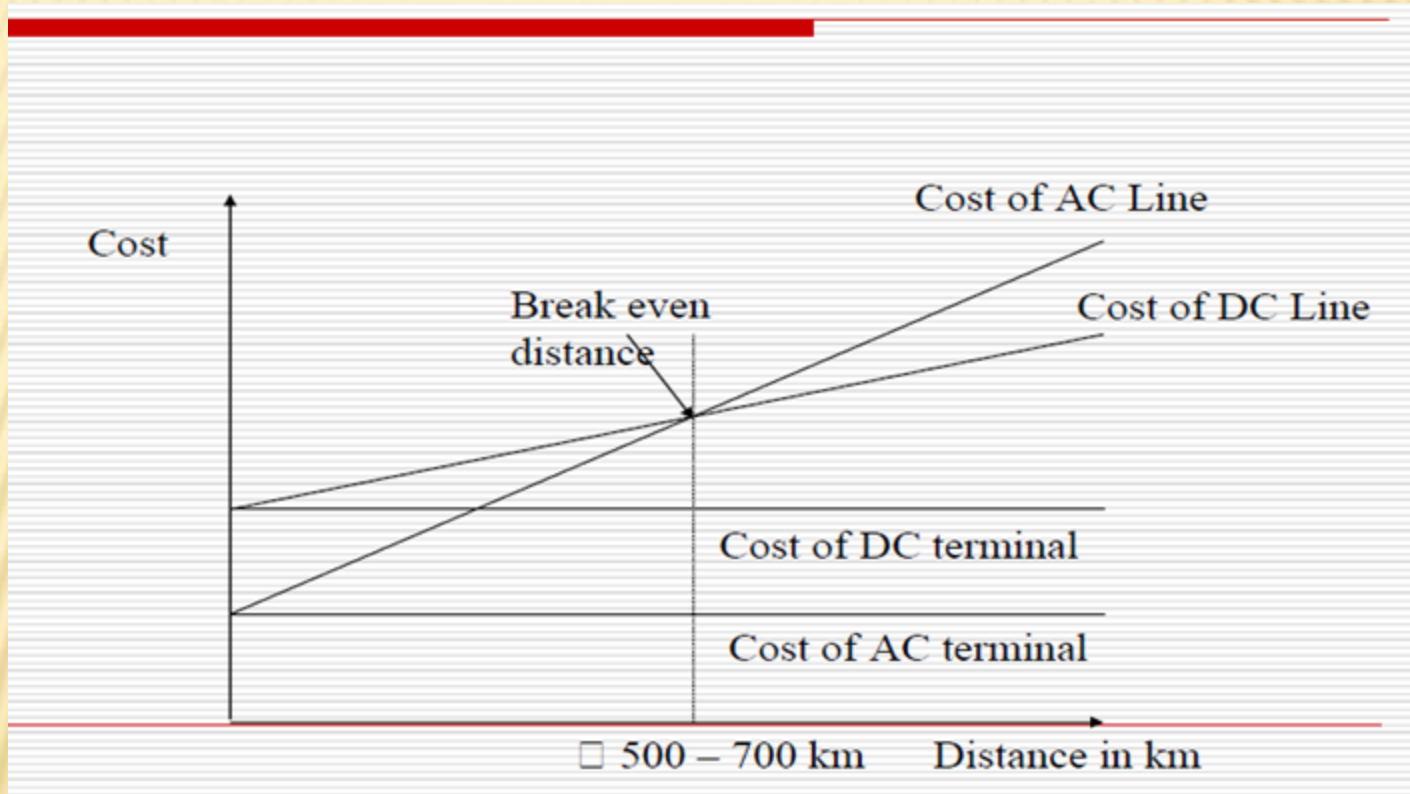 Cost of AC Line
Cost
Break even
distance
Cost of DC Line
Cost of DC terminal
Cost of AC terminal
□ 500 – 700 km
Distance in km